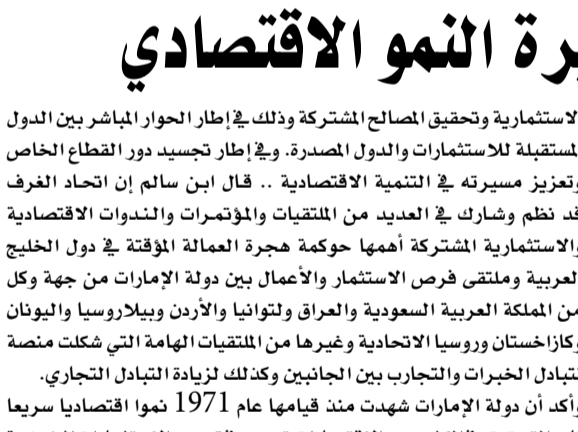 النمو الاقتصادي
لاستثمارية وتحقيق المصالح المشتركة وذلك في إطار الحوار المباشر بين الدول
لمستقبلة للاستثمارات والدول المصدرة. وفي إطار تجسيد دور القطاع الخاص
وتعزيز مسيرته في التنمية الاقتصادية .. قال ابن سالم إن اتحاد الغرف
قد نظم وشارك في العديد من الملتقيات والمؤتمرات والندوات الاقتصادية
والاستثمارية المشتركة أهمها حوكمة هجرة العمالة المؤقتة في دول الخليج
لعربية وملتقى فرص الاستثمار والأعمال بين دولة الإمارات من جهة وكل
من المملكة العربية السعودية والعراق ولتوانيا والأردن وبيلاروسيا واليونان
وكازاخستان وروسيا الاتحادية وغيرها من الملتقيات الهامة التي شكلت منصة
لتبادل الخبرات والتجارب بين الجانبين وكذلك لزيادة التبادل التجاري.
وأكد أن دولة الإمارات شهدت منذ قيامها عام 1971 نموا اقتصاديا سريعا